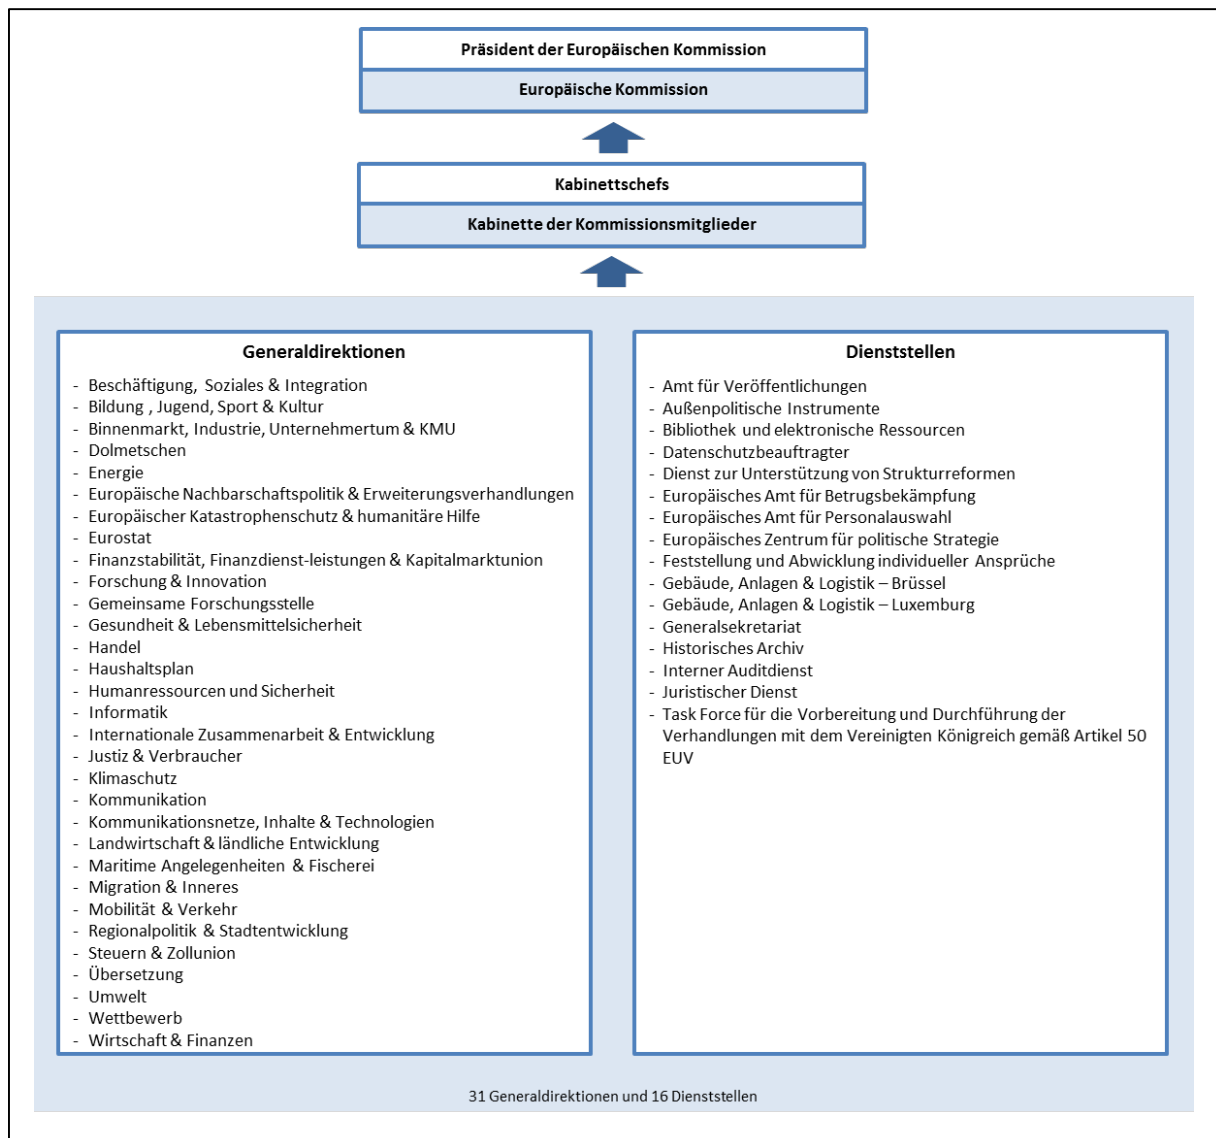 Präsident der Europäischen Kommission
Europäische Kommission
Kabinettschefs
Kabinette der Kommissionsmitglieder
Generaldirektionen
- Beschäftigung, Soziales & Integration
- Bildung , Jugend, Sport & Kultur
- Binnenmarkt, Industrie, Unternehmertum & KMU
- Dolmetschen
- Energie
- Europäische Nachbarschaftspolitik & Erweiterungsverhandlungen
- Europäischer Katastrophenschutz & humanitäre Hilfe
- Eurostat
- Finanzstabilität, Finanzdienst-leistungen & Kapitalmarktunion
- Forschung & Innovation
- Gemeinsame Forschungsstelle
- Gesundheit & Lebensmittelsicherheit
- Handel
- Haushaltsplan
- Humanressourcen und Sicherheit
- Informatik
- Internationale Zusammenarbeit & Entwicklung
- Justiz & Verbraucher
- Klimaschutz
- Kommunikation
- Kommunikationsnetze, Inhalte & Technologien
- Landwirtschaft & ländliche Entwicklung
- Maritime Angelegenheiten & Fischerei
- Migration & Inneres
- Mobilität & Verkehr
- Regionalpolitik & Stadtentwicklung
- Steuern & Zollunion
- Übersetzung
- Umwelt
- Wettbewerb
- Wirtschaft & Finanzen
Dienststellen
- Amt für Veröffentlichungen
- Außenpolitische Instrumente
- Bibliothek und elektronische Ressourcen
- Datenschutzbeauftragter
- Dienst zur Unterstützung von Strukturreformen
- Europäisches Amt für Betrugsbekämpfung
- Europäisches Amt für Personalauswahl
- Europäisches Zentrum für politische Strategie
- Feststellung und Abwicklung individueller Ansprüche
- Gebäude, Anlagen & Logistik – Brüssel
- Gebäude, Anlagen & Logistik – Luxemburg
- Generalsekretariat
- Historisches Archiv
- Interner Auditdienst
- Juristischer Dienst
- Task Force für die Vorbereitung und Durchführung der
Verhandlungen mit dem Vereinigten Königreich gemäß Artikel 50
EUV
31 Generaldirektionen und 16 Dienststellen